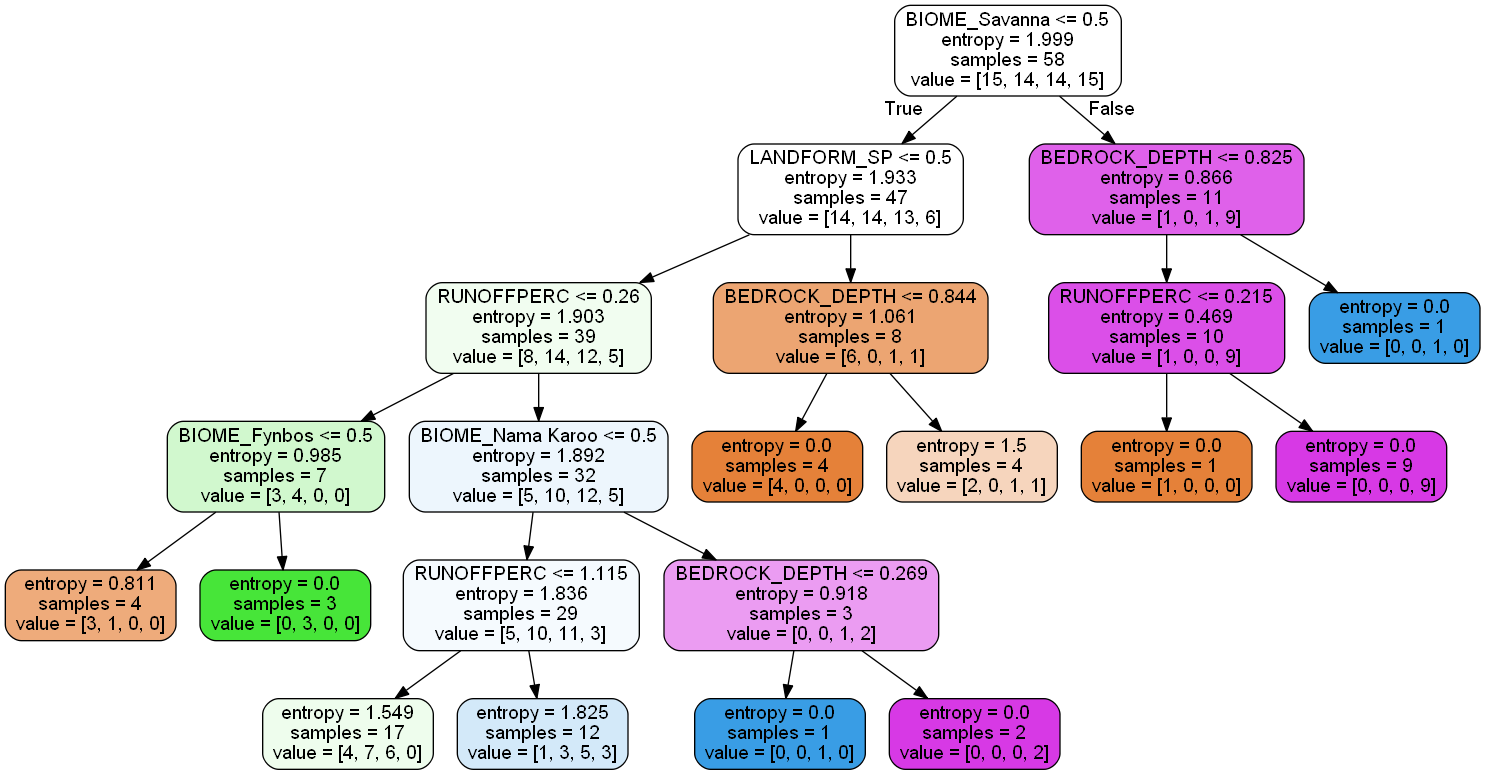 BIOME_Savanna <= 0.5
entropy = 1.999
samples = 58
value = [15, 14, 14, 15]
True
False
LANDFORM_SP <= 0.5
entropy = 1.933
samples = 47
value = [14, 14, 13, 6]
BEDROCK_DEPTH <= 0.825
entropy = 0.866
samples = 11
value = [1, 0, 1, 9]
RUNOFFPERC <= 0.26
entropy = 1.903
samples = 39
value = [8, 14, 12, 5]
BEDROCK_DEPTH <= 0.844
entropy = 1.061
samples = 8
value = [6, 0, 1, 1]
RUNOFFPERC <= 0.215
entropy = 0.469
samples = 10
value = [1, 0, 0, 9]
entropy = 0.0
samples = 1
value = [0, 0, 1, 0]
BIOME_Fynbos <= 0.5
entropy = 0.985
samples = 7
value = [3, 4, 0, 0]
BIOME_Nama Karoo <= 0.5
entropy = 1.892
samples = 32
value = [5, 10, 12, 5]
entropy = 0.0
samples = 4
value = [4, 0, 0, 0]
entropy = 1.5
samples = 4
value = [2, 0, 1, 1]
entropy = 0.0
samples = 1
value = [1, 0, 0, 0]
entropy = 0.0
samples = 9
value = [0, 0, 0, 9]
entropy = 0.811
samples = 4
value = [3, 1, 0, 0]
entropy = 0.0
samples = 3
value = [0, 3, 0, 0]
RUNOFFPERC <= 1.115
entropy = 1.836
samples = 29
value = [5, 10, 11, 3]
BEDROCK_DEPTH <= 0.269
entropy = 0.918
samples = 3
value = [0, 0, 1, 2]
entropy = 1.549
samples = 17
value = [4, 7, 6, 0]
entropy = 1.825
samples = 12
value = [1, 3, 5, 3]
entropy = 0.0
samples = 1
value = [0, 0, 1, 0]
entropy = 0.0
samples = 2
value = [0, 0, 0, 2]